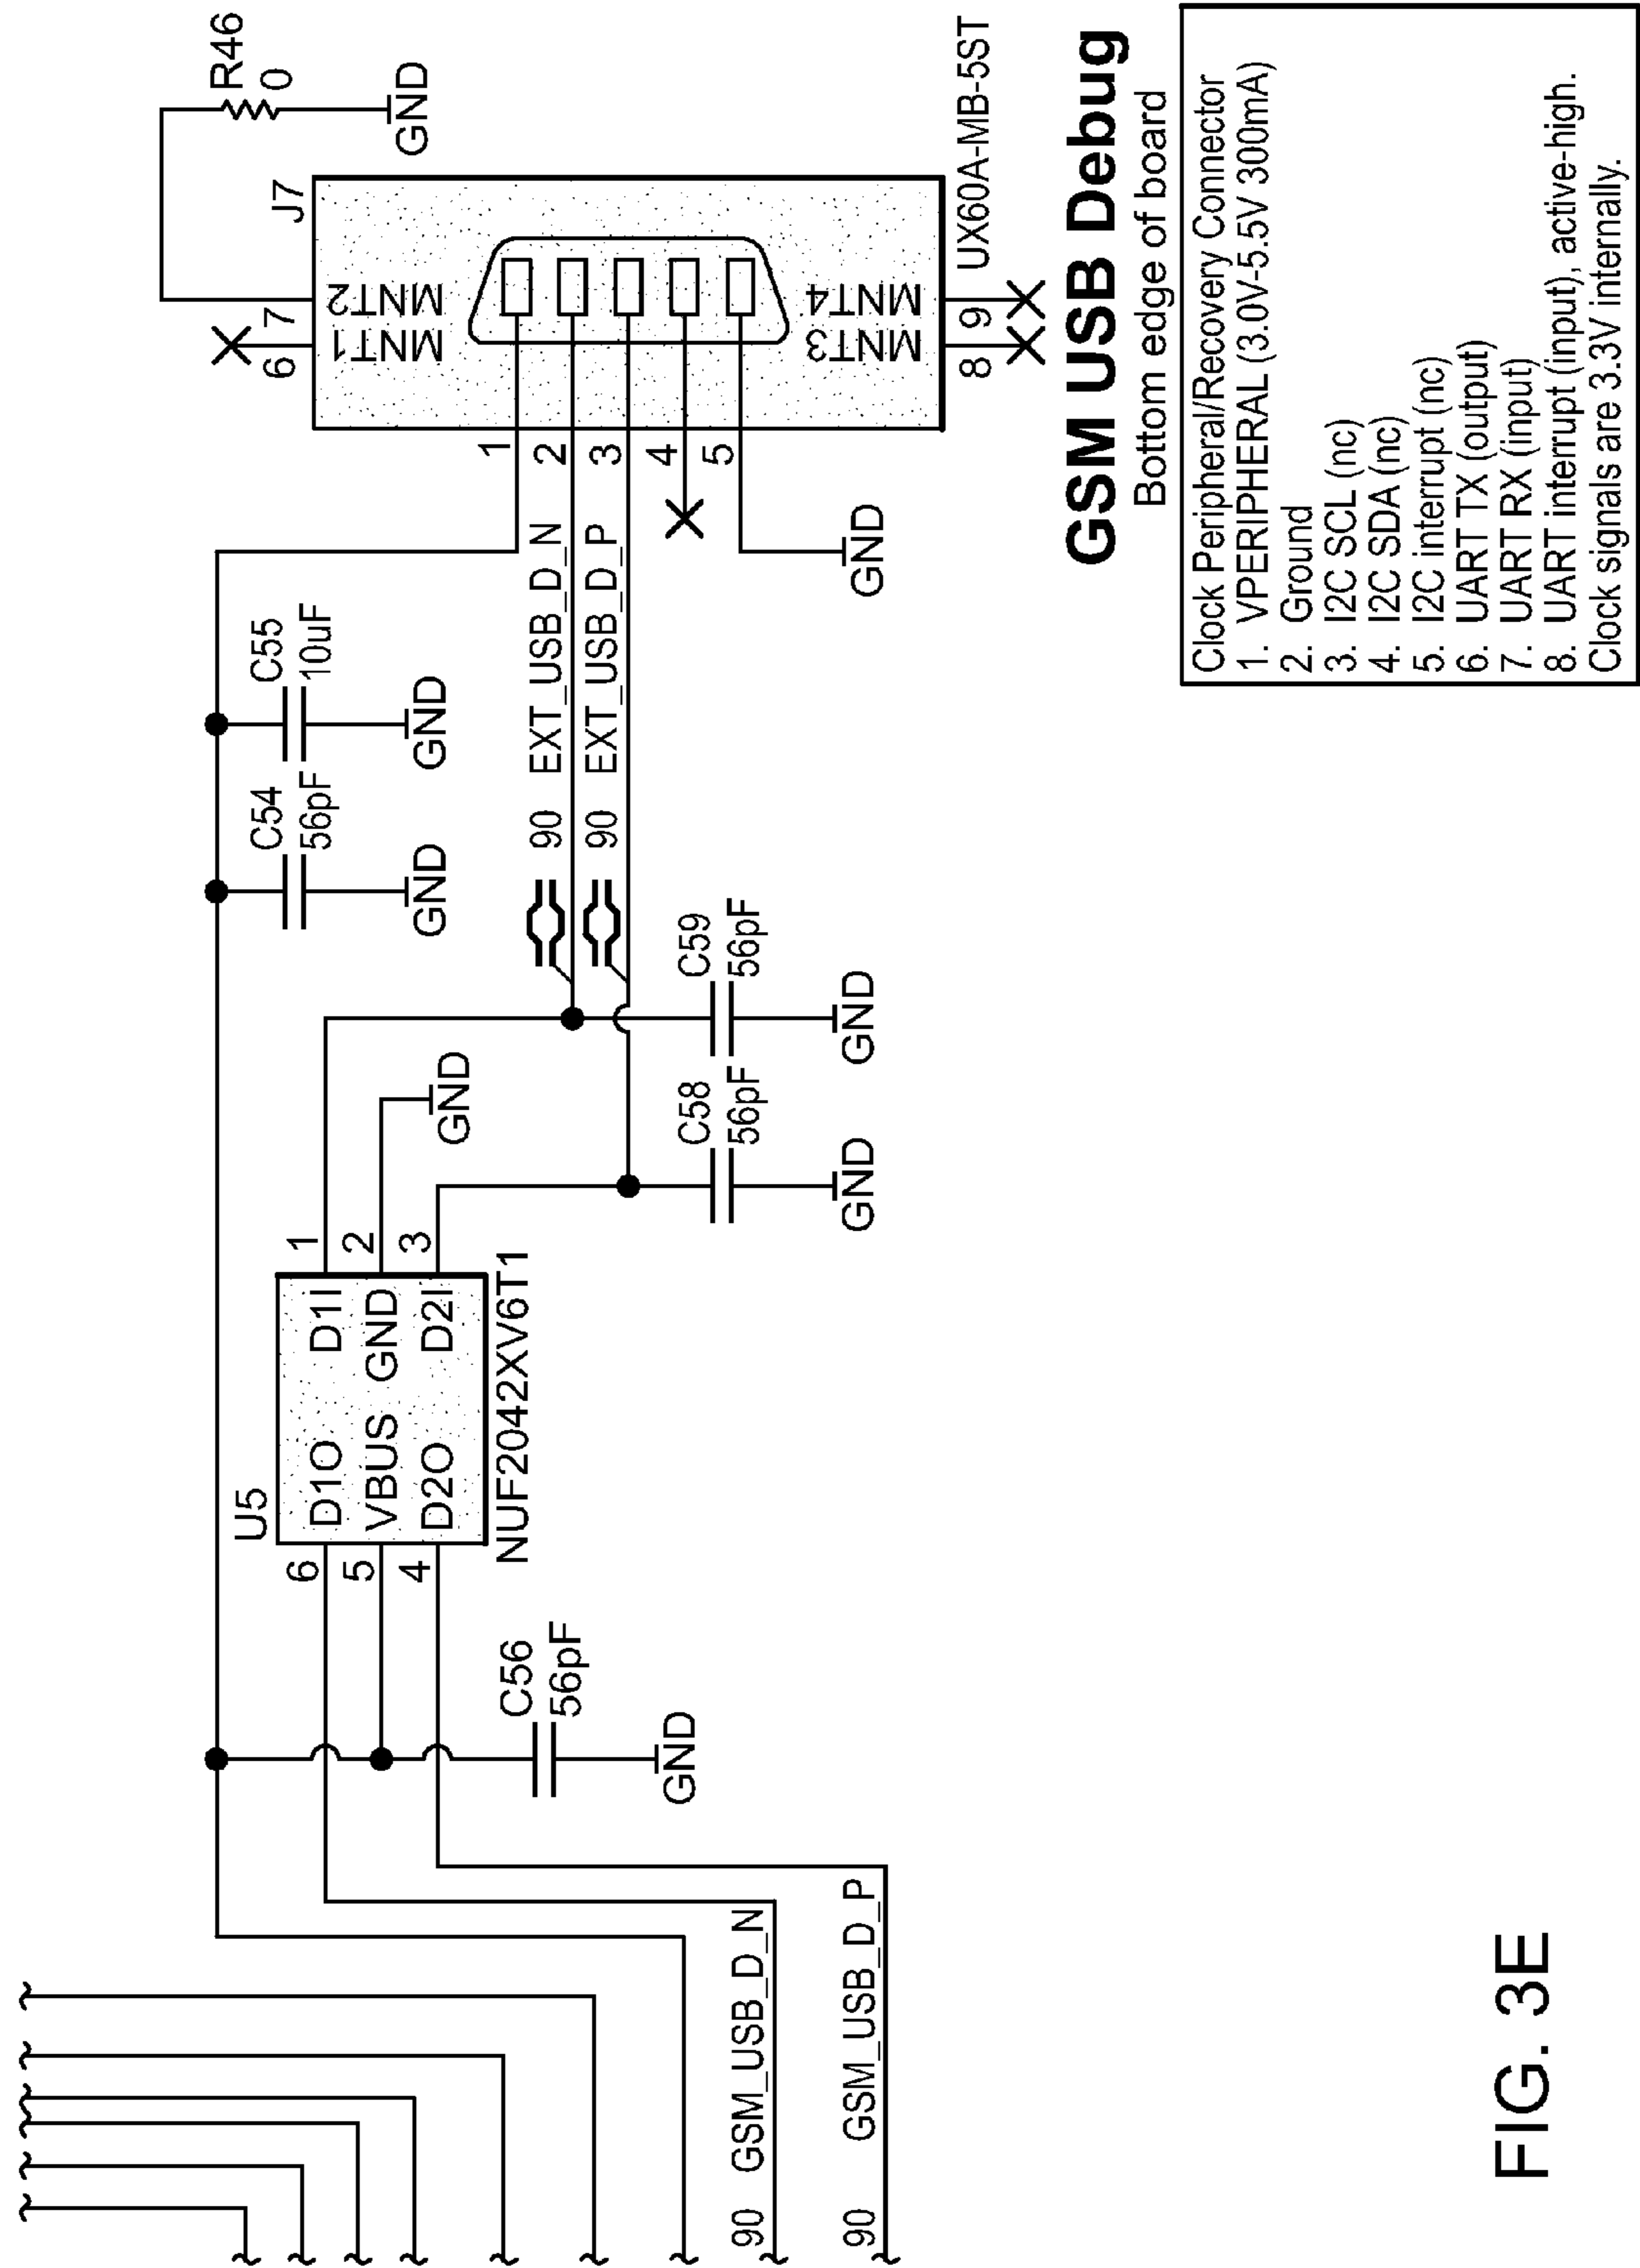 R46
0
GND
J7
7
6
MNT2
MNT1
MNT4
MNT3
9
8
UX60A-MB-5ST
1
2
3
4
5
GND
C55
10uF
GND
C54
56pF
GND
90 EXT_USB_D_N
90 EXT_USB_D_P
C59
56pF
GND
C58
56pF
GND
GND
U5
1
2
3
D1O D1I
VBUS GND
D2O D2I
6
5
4
NUF2042XV6T1
C56
56pF
GND
90 GSM_USB_D_N
90 GSM_USB_D_P
GSM USB Debug
Bottom edge of board
Clock Peripheral/Recovery Connector
1. VPERIPHERAL (3.0V-5.5V 300mA)
2. Ground
3. I2C SCL (nc)
4. I2C SDA (nc)
5. I2C interrupt (nc)
6. UART TX (output)
7. UART RX (input)
8. UART interrupt (input), active-high.
Clock signals are 3.3V internally.
FIG. 3E